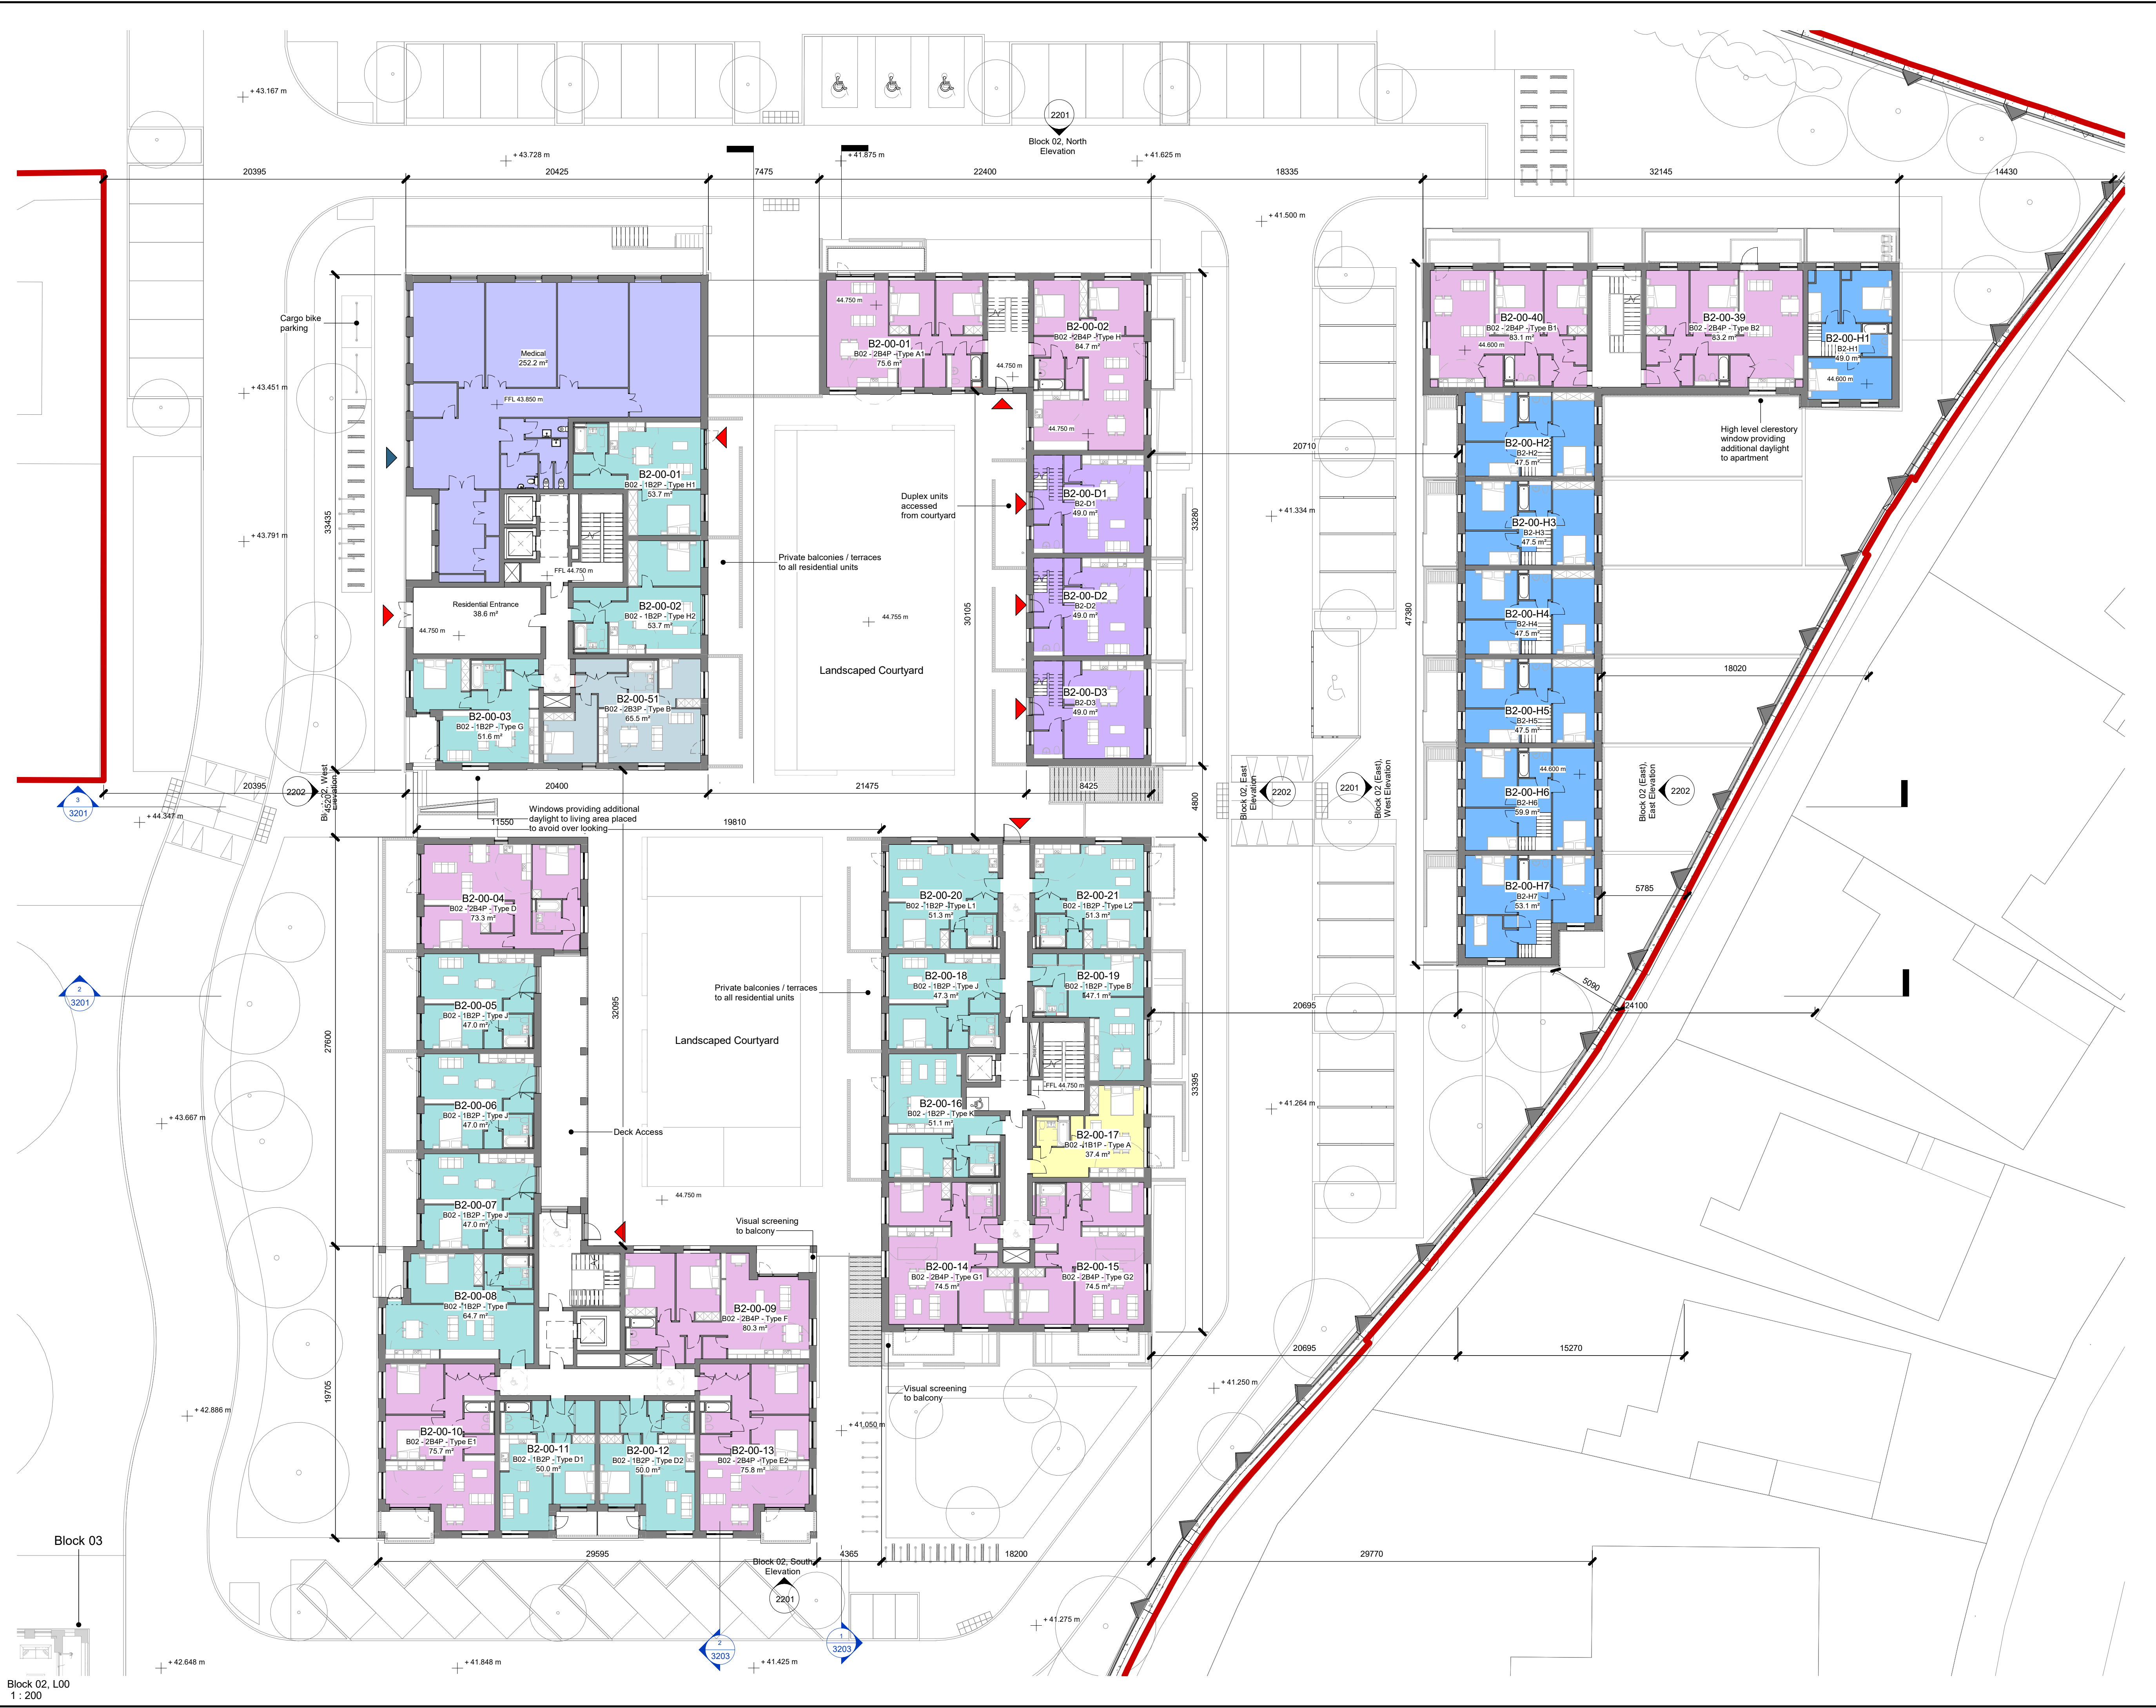 + 43.167 m
2201
Block 02, North
Elevation
+ 43.728 m
+ 41.875 m
+ 41.625 m
20395
20425
7475
22400
18335
32145
14430
+ 41.500 m
Cargo bike
parking
Medical
252.2 m²
FFL 43.850 m
+ 43.451 m
+ 43.791 m
33435
44.750 m
B2-00-01
B02 - 2B4P - Type A1
75.6 m²
B2-00-02
B02 - 2B4P - Type H
84.7 m²
44.750 m
44.750 m
B2-00-40
B02 - 2B4P - Type B1
83.1 m²
44.600 m
B2-00-39
B02 - 2B4P - Type B2
83.2 m²
B2-00-H1
B2-H1
49.0 m²
44.600 m
High level clerestory
window providing
additional daylight
to apartment
B2-00-01
B02 - 1B2P - Type H1
53.7 m²
20710
B2-00-H2
B2-H2
47.5 m²
Duplex units
accessed
from courtyard
B2-00-D1
B2-D1
49.0 m²
33280
+ 41.334 m
B2-00-H3
B2-H3
47.5 m²
Private balconies / terraces
to all residential units
FFL 44.750 m
Residential Entrance
38.6 m²
44.750 m
B2-00-02
B02 - 1B2P - Type H2
53.7 m²
44.755 m
30105
B2-00-D2
B2-D2
49.0 m²
47380
B2-00-H4
B2-H4
47.5 m²
Landscaped Courtyard
18020
B2-00-03
B02 - 1B2P - Type G
51.6 m²
B2-00-51
B02 - 2B3P - Type B
65.5 m²
B2-00-D3
B2-D3
49.0 m²
B2-00-H5
B2-H5
47.5 m²
20395
2202
Block 02, West
Elevation
4520
20400
21475
8425
4800
Block 02, East
Elevation
2202
2201
Block 02 (East),
West Elevation
44.600 m
B2-00-H6
B2-H6
59.9 m²
Block 02 (East),
East Elevation
2202
3
3201
+ 44.347 m
Windows providing additional
daylight to living area placed
to avoid over looking
11550
19810
B2-00-04
B02 - 2B4P - Type D
73.3 m²
B2-00-20
B02 - 1B2P - Type L1
51.3 m²
B2-00-21
B02 - 1B2P - Type L2
51.3 m²
B2-00-H7
B2-H7
53.1 m²
5785
2
3201
B2-00-05
B02 - 1B2P - Type J
47.0 m²
32095
Private balconies / terraces
to all residential units
B2-00-18
B02 - 1B2P - Type J
47.3 m²
B2-00-19
B02 - 1B2P - Type B
47.1 m²
5090
20695
24100
27600
Landscaped Courtyard
FFL 44.750 m
B2-00-06
B02 - 1B2P - Type J
47.0 m²
B2-00-16
B02 - 1B2P - Type K
51.1 m²
33395
+ 41.264 m
+ 43.667 m
Deck Access
B2-00-17
B02 - 1B1P - Type A
37.4 m²
B2-00-07
B02 - 1B2P - Type J
47.0 m²
44.750 m
Visual screening
to balcony
B2-00-14
B02 - 2B4P - Type G1
74.5 m²
B2-00-15
B02 - 2B4P - Type G2
74.5 m²
B2-00-08
B02 - 1B2P - Type I
64.7 m²
B2-00-09
B02 - 2B4P - Type F
80.3 m²
20695
15270
19705
Visual screening
to balcony
+ 41.250 m
+ 42.886 m
+ 41.050 m
B2-00-10
B02 - 2B4P - Type E1
75.7 m²
B2-00-11
B02 - 1B2P - Type D1
50.0 m²
B2-00-12
B02 - 1B2P - Type D2
50.0 m²
B2-00-13
B02 - 2B4P - Type E2
75.8 m²
Block 03
29595
4365
18200
29770
Block 02, South
Elevation
2201
+ 41.275 m
2
3203
1
3203
+ 42.648 m
+ 41.848 m
+ 41.425 m
Block 02, L00
1 : 200